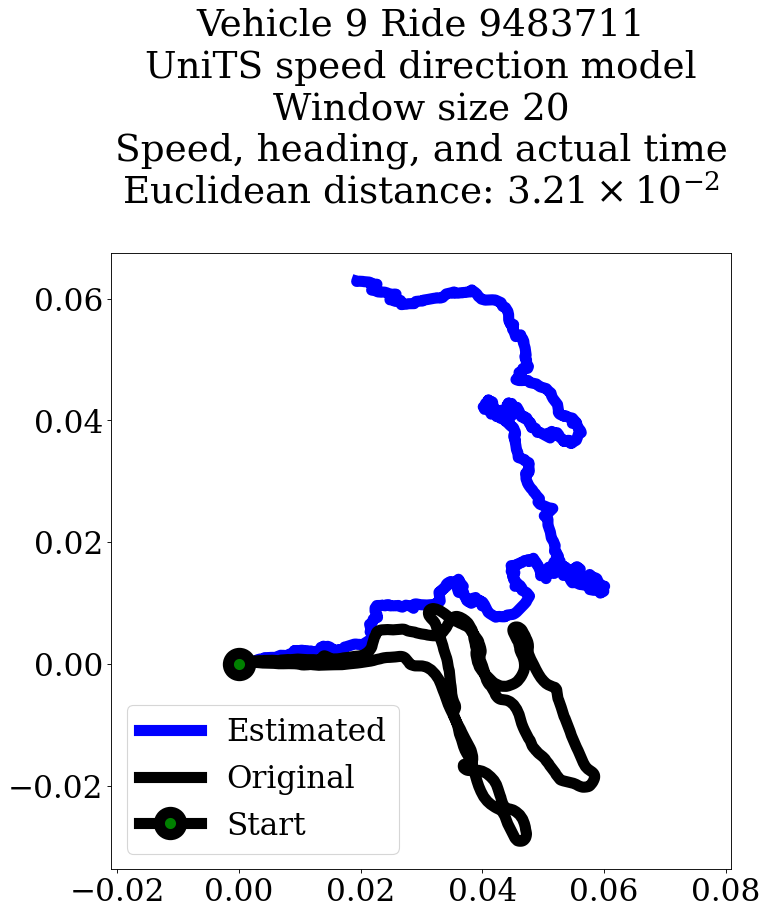 Vehicle 9 Ride 9483711
UniTS speed direction model
Window size 20
Speed, heading, and actual time
Euclidean distance: 3.21 × 10⁻²
0.06
0.04
0.02
0.00
−0.02
Estimated
Original
Start
−0.02 0.00 0.02 0.04 0.06 0.08